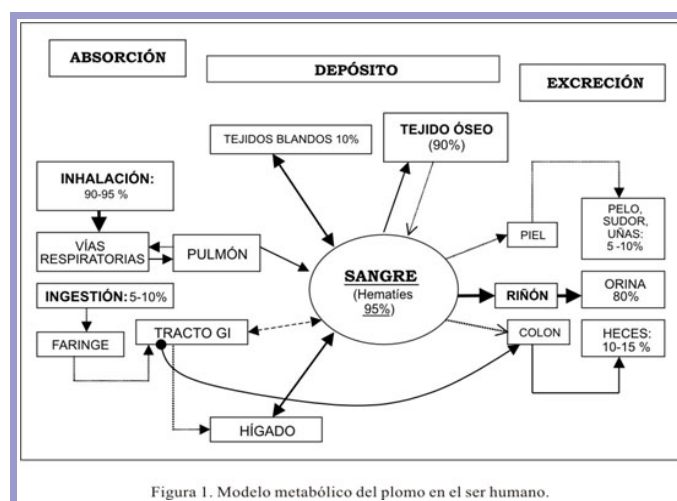 ABSORCIÓN
DEPÓSITO
EXCRECIÓN
TEJIDOS BLANDOS 10%
TEJIDO ÓSEO
(90%)
INHALACIÓN:
90-95 %
VÍAS
RESPIRATORIAS
PULMÓN
INGESTIÓN: 5-10%
FARINGE
TRACTO GI
HÍGADO
SANGRE
(Hematíes
95%)
PIEL
PELO,
SUDOR,
UÑAS:
5 -10%
RIÑÓN
ORINA
80%
COLON
HECES:
10-15 %
Figura 1. Modelo metabólico del plomo en el ser humano.